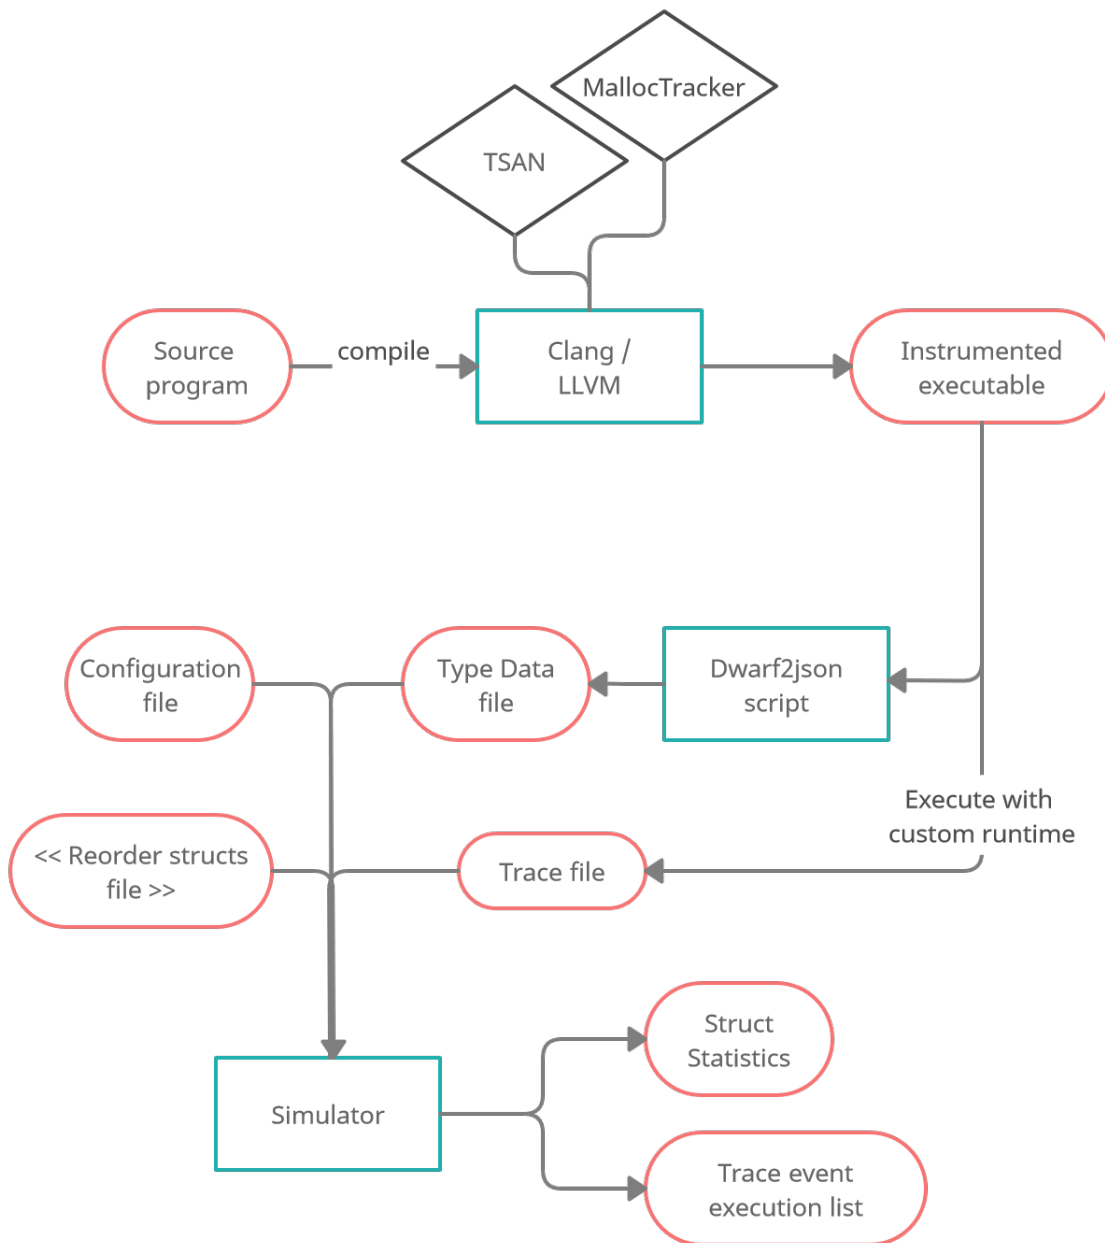 MallocTracker
TSAN
Source
program
compile
Clang /
LLVM
Instrumented
executable
Configuration
file
Type Data
file
Dwarf2json
script
Execute with
custom runtime
<< Reorder structs
file >>
Trace file
Struct
Statistics
Simulator
Trace event
execution list